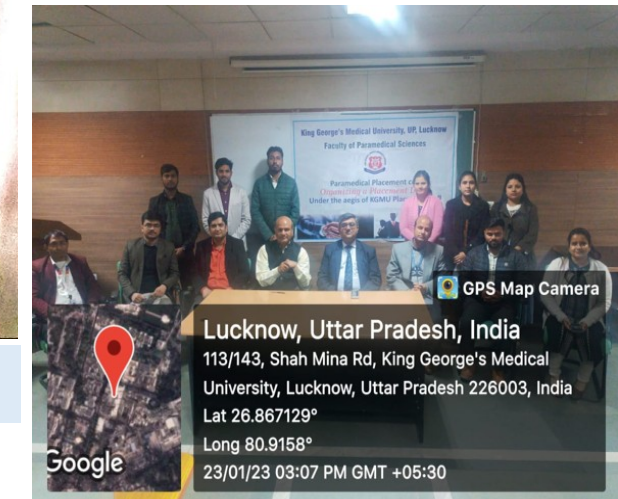 King George's Medical University, UP, Lucknow
Faculty of Paramedical Sciences
Paramedical Placement
Organizing a Placement
Under the aegis of KGMU
GPS Map Camera
Lucknow, Uttar Pradesh, India
113/143, Shah Mina Rd, King George's Medical
University, Lucknow, Uttar Pradesh 226003, India
Lat 26.867129°
Long 80.9158°
23/01/23 03:07 PM GMT +05:30
Google